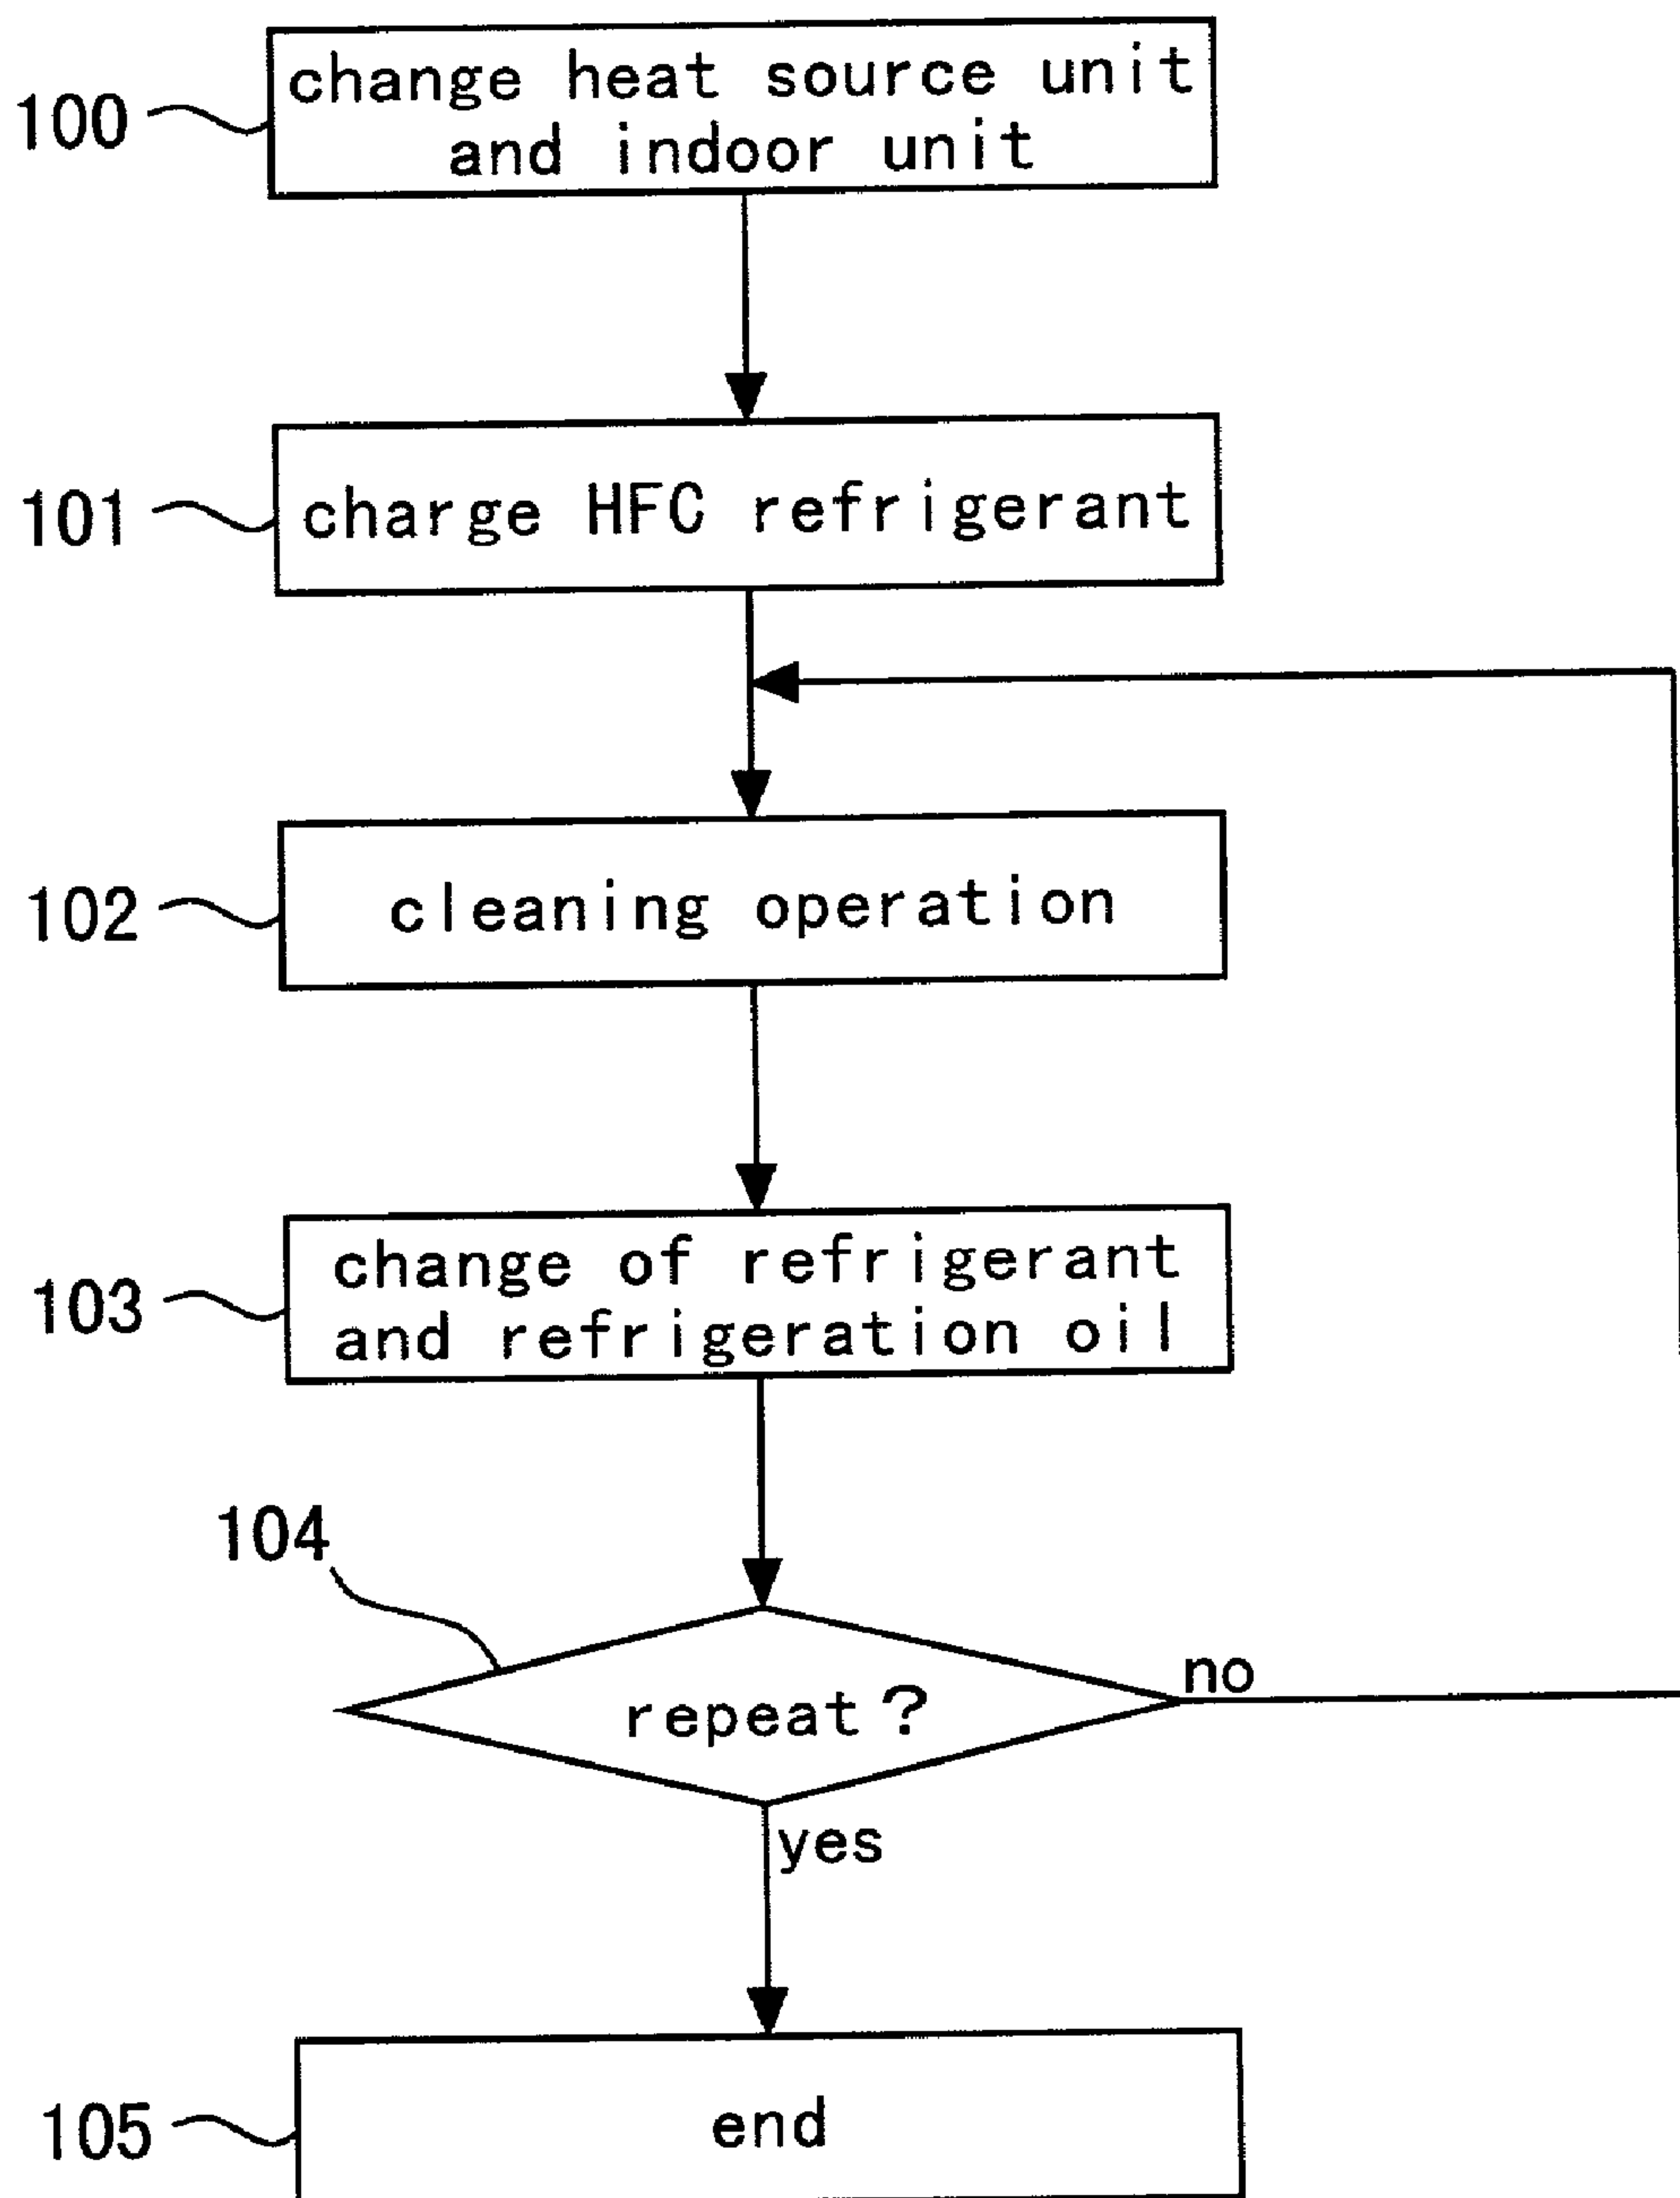 100
change heat source unit
and indoor unit
101
charge HFC refrigerant
102
cleaning operation
103
change of refrigerant
and refrigeration oil
104
repeat?
no
yes
105
end